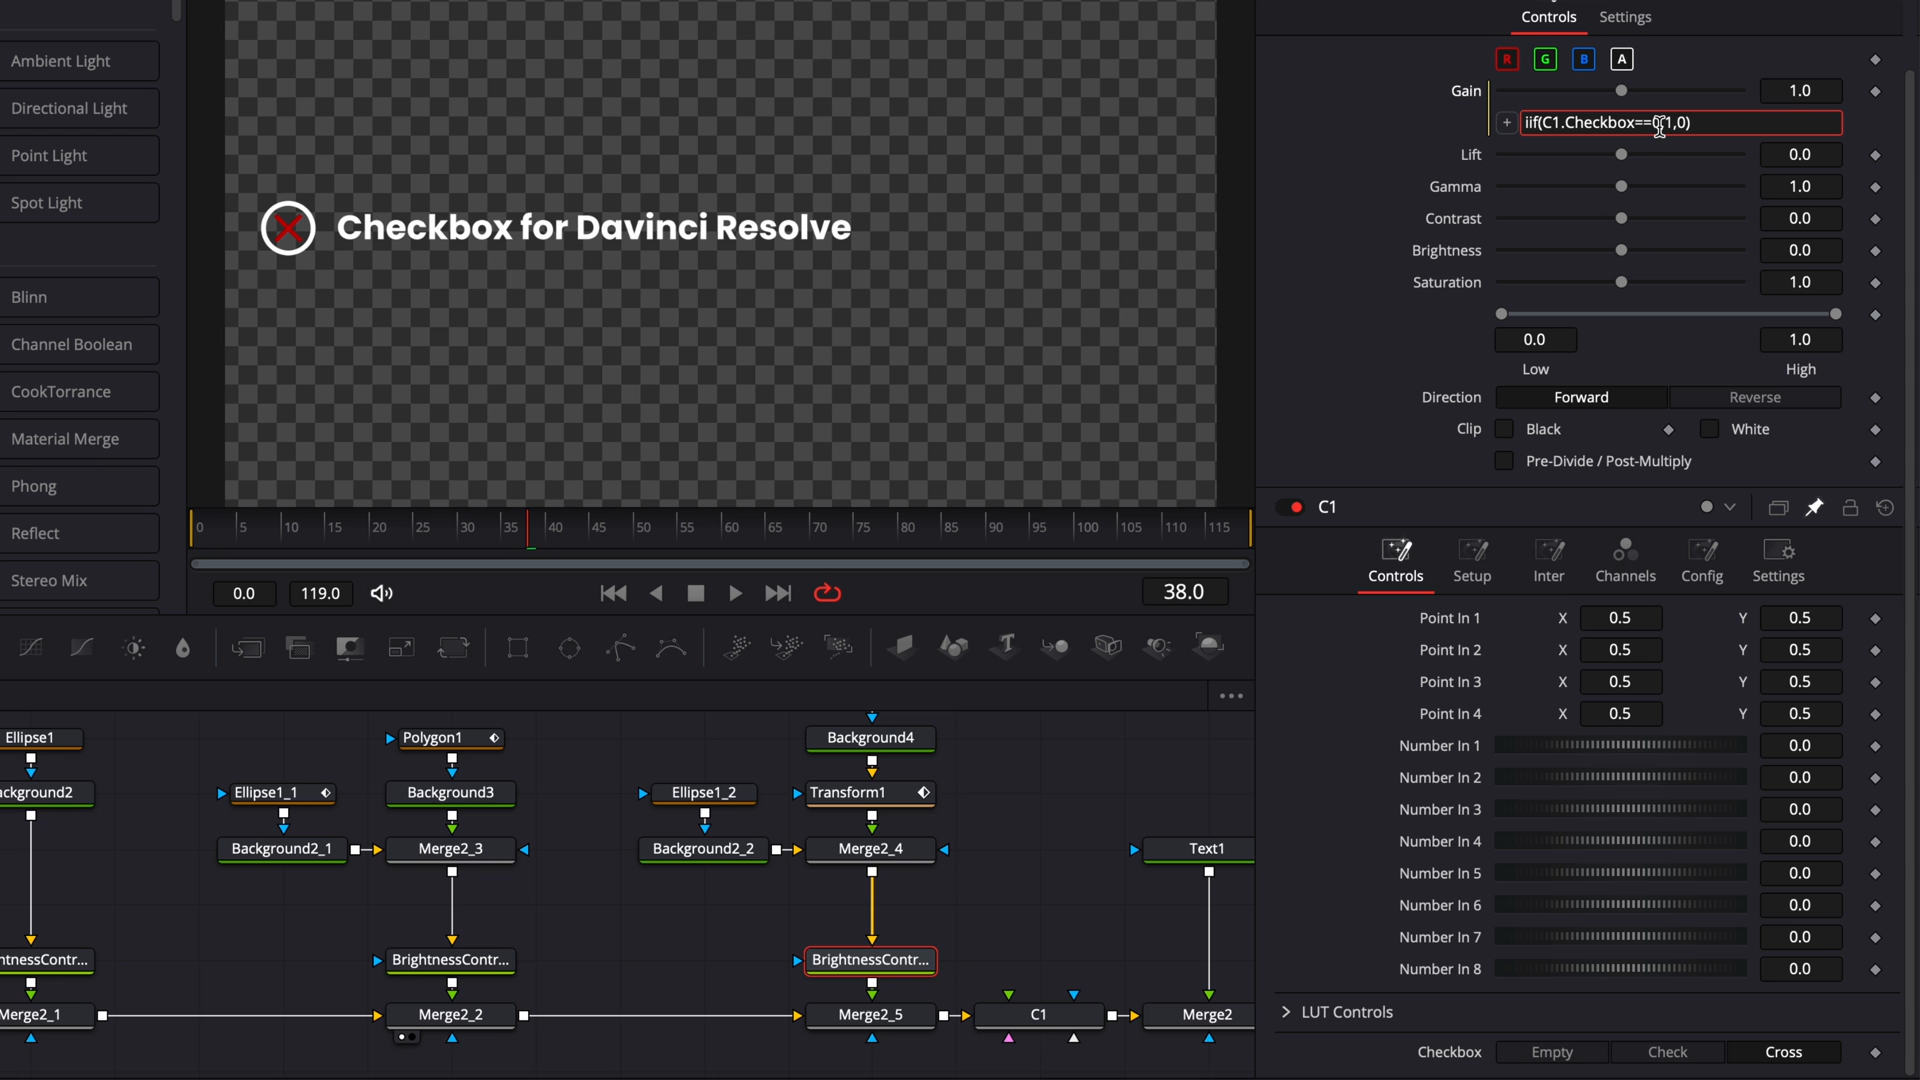 Controls Settings
Ambient Light
R G B A
Gain 1.0
Directional Light
iif(C1.Checkbox==0,1,0)
Point Light
Lift 0.0
Gamma 1.0
Spot Light
Contrast 0.0
Checkbox for Davinci Resolve
Brightness 0.0
Saturation 1.0
Blinn
0.0 1.0
Channel Boolean
Low High
CookTorrance
Direction Forward Reverse
Clip Black White
Material Merge
Pre-Divide / Post-Multiply
Phong
C1
0 5 10 15 20 25 30 35 40 45 50 55 60 65 70 75 80 85 90 95 100 105 110 115
Reflect
Controls Setup Inter Channels Config Settings
Stereo Mix
0.0 119.0 38.0
Point In 1 X 0.5 Y 0.5
Point In 2 X 0.5 Y 0.5
Point In 3 X 0.5 Y 0.5
Point In 4 X 0.5 Y 0.5
Number In 1 0.0
Number In 2 0.0
Number In 3 0.0
Number In 4 0.0
Number In 5 0.0
Number In 6 0.0
Number In 7 0.0
Number In 8 0.0
LUT Controls
Checkbox Empty Check Cross
Ellipse1 Polygon1 Background4
ackground2 Ellipse1_1 Background3 Ellipse1_2 Transform1
Background2_1 Merge2_3 Background2_2 Merge2_4 Text1
htnessContr... BrightnessContr... BrightnessContr...
Merge2_1 Merge2_2 Merge2_5 C1 Merge2